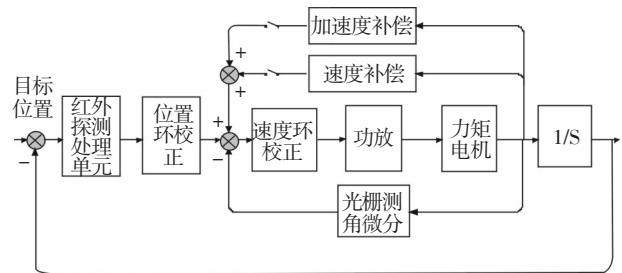 加速度补偿
+
速度补偿
+
目标
位置
红外
探测
处理
单元
位置
环校
正
+
速度环
校正
功放
力矩
电机
1/S
−
−
光栅测
角微分